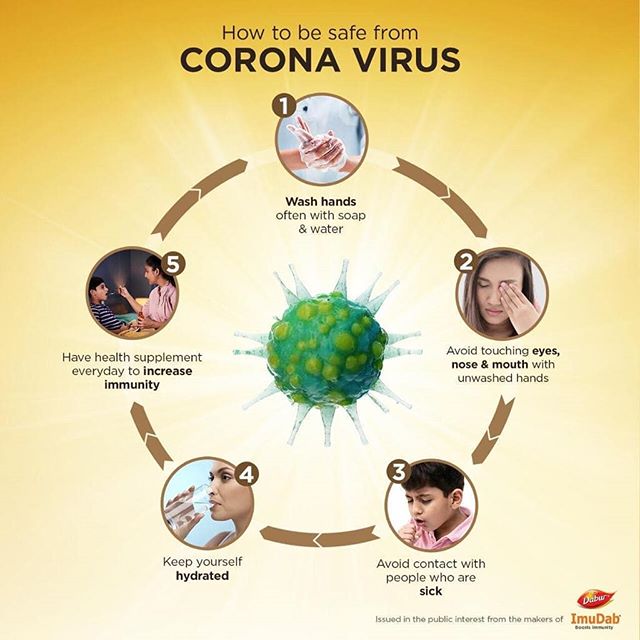 How to be safe from
CORONA VIRUS
1
Wash hands
often with soap
& water
2
Avoid touching eyes,
nose & mouth with
unwashed hands
3
Avoid contact with
people who are
sick
4
Keep yourself
hydrated
5
Have health supplement
everyday to increase
immunity
Issued in the public interest from the makers of
Dabur
ImuDab
Boosts immunity